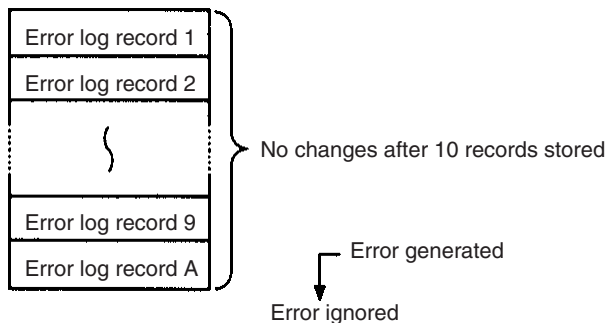 Error log record 1
Error log record 2
No changes after 10 records stored
Error log record 9
Error log record A
Error generated
Error ignored